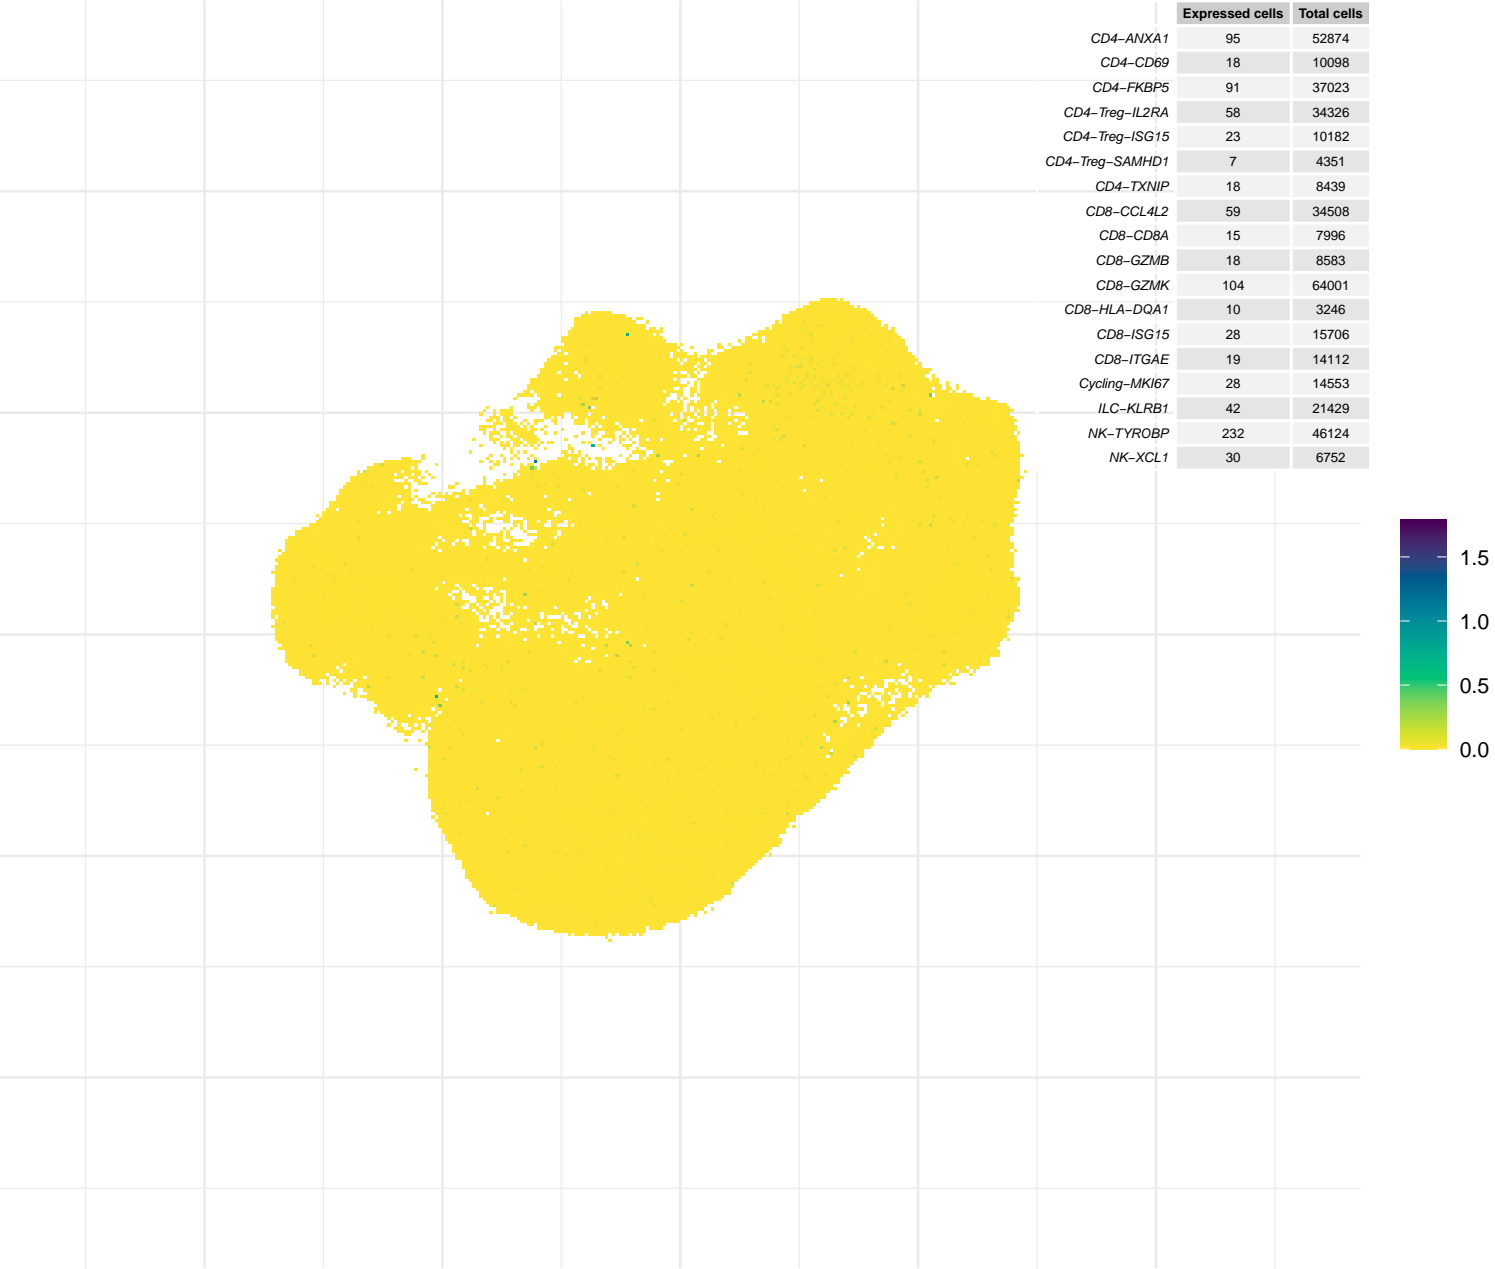 Expressed cells Total cells
CD4−ANXA1 95 52874
CD4−CD69 18 10098
CD4−FKBP5 91 37023
CD4−Treg−IL2RA 58 34326
CD4−Treg−ISG15 23 10182
CD4−Treg−SAMHD1 7 4351
CD4−TXNIP 18 8439
CD8−CCL4L2 59 34508
CD8−CD8A 15 7996
CD8−GZMB 18 8583
CD8−GZMK 104 64001
CD8−HLA−DQA1 10 3246
CD8−ISG15 28 15706
CD8−ITGAE 19 14112
Cycling−MKI67 28 14553
ILC−KLRB1 42 21429
NK−TYROBP 232 46124
NK−XCL1 30 6752
1.5
1.0
0.5
0.0